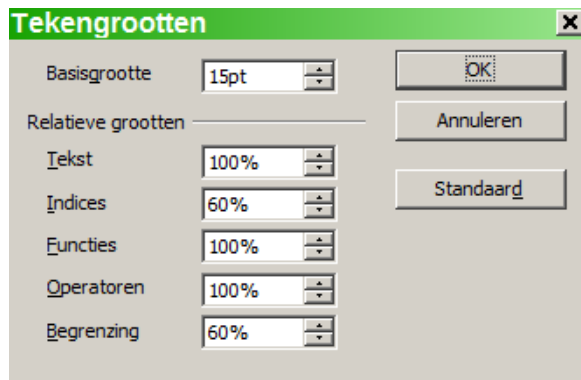 Tekengrootten
Basisgrootte 15pt OK
Relatieve grootten Annuleren
Tekst 100%
Standaard
Indices 60%
Functies 100%
Operatoren 100%
Begrenzing 60%